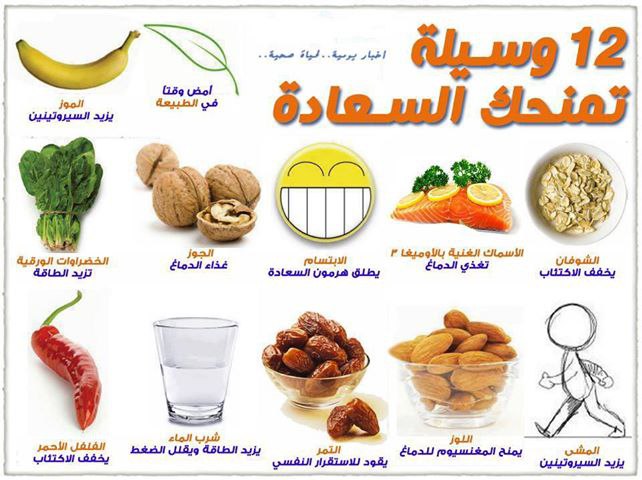 12 وسيلة
تمنحك السعادة
اخبار يومية.. لحياة صحية..
أمض وقتاً
في الطبيعة
الموز
يزيد السيروتينين
الشوفان
يخفف الاكتئاب
الأسماك الغنية بالأوميغا ٣
تغذي الدماغ
الابتسام
يطلق هرمون السعادة
الجوز
غذاء الدماغ
الخضراوات الورقية
تزيد الطاقة
المشى
يزيد السيروتينين
اللوز
يمنح المغنسيوم للدماغ
التمر
يقود للاستقرار النفسي
شرب الماء
يزيد الطاقة ويقلل الضغط
الفلفل الأحمر
يخفف الاكتئاب